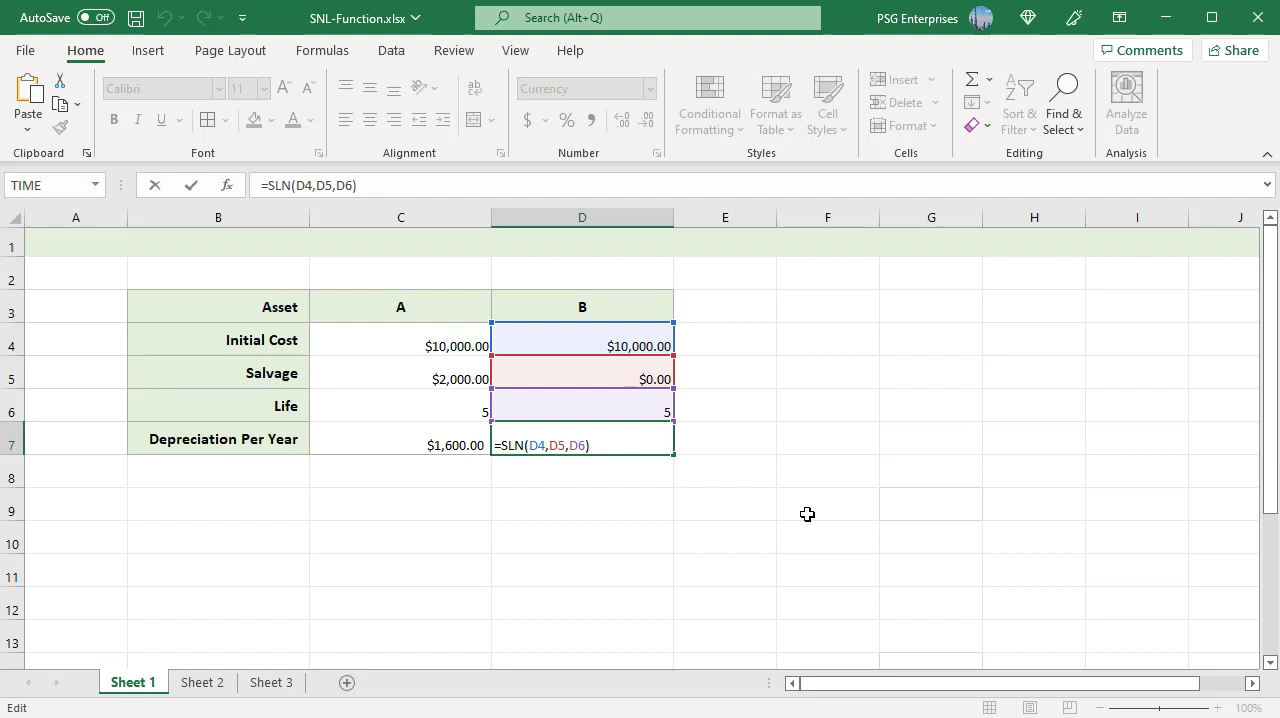 AutoSave Off SNL-Function.xlsx Search (Alt+Q) PSG Enterprises
File Home Insert Page Layout Formulas Data Review View Help Comments Share
Paste
Clipboard
Calibri 11 A A
B I U A
Font
ab
Alignment
Currency
$ % , .00 .00
Number
Conditional Formatting
Format as Table
Cell Styles
Styles
Insert
Delete
Format
Cells
Sort & Filter
Find & Select
Editing
Analyze Data
Analysis
TIME fx =SLN(D4,D5,D6)
A B C D E F G H I J
1
2
3 Asset A B
4 Initial Cost $10,000.00 $10,000.00
5 Salvage $2,000.00 $0.00
6 Life 5 5
7 Depreciation Per Year $1,600.00 =SLN(D4,D5,D6)
8
9
10
11
12
13
Sheet 1 Sheet 2 Sheet 3
Edit 100%